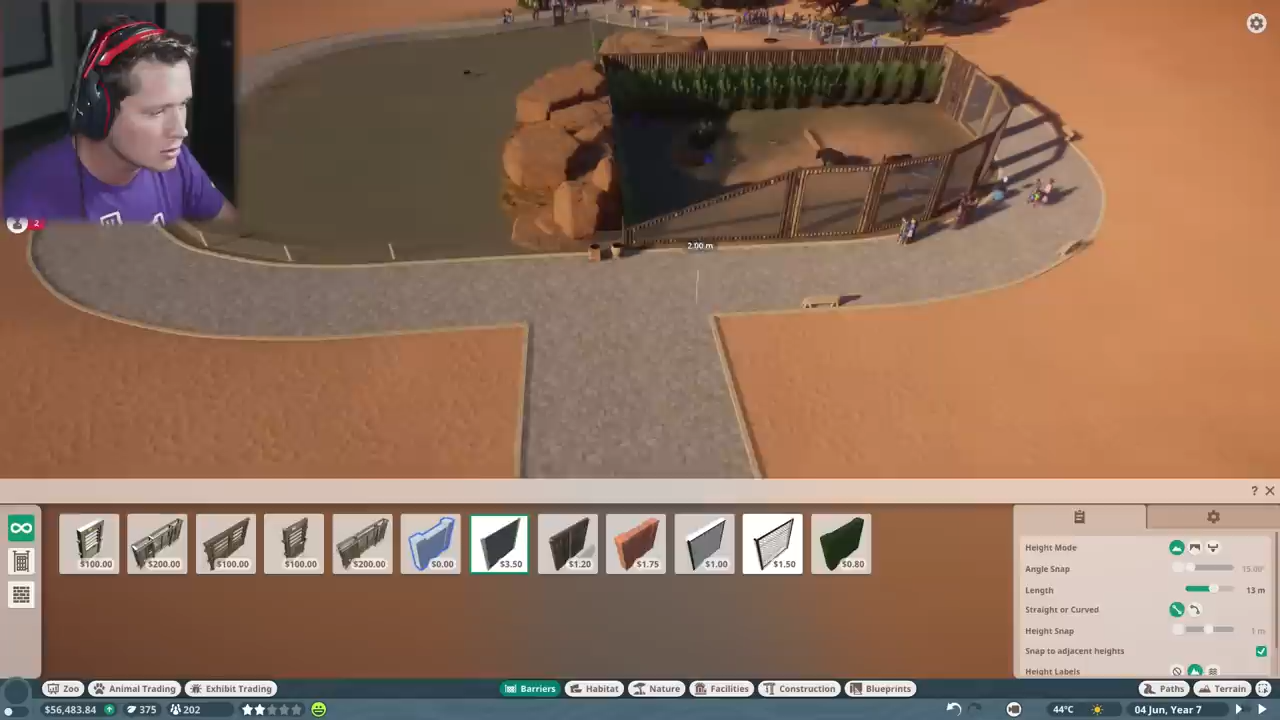 2
2.00 m
? X
$100.00 $200.00 $100.00 $100.00 $200.00 $0.00 $3.50 $1.20 $1.75 $1.00 $1.50 $0.80
Height Mode
Angle Snap 15.00°
Length 13 m
Straight or Curved
Height Snap 1 m
Snap to adjacent heights
Height Labels
Zoo Animal Trading Exhibit Trading Barriers Habitat Nature Facilities Construction Blueprints Paths Terrain
$56,483.84 375 202 44°C 04 Jun, Year 7